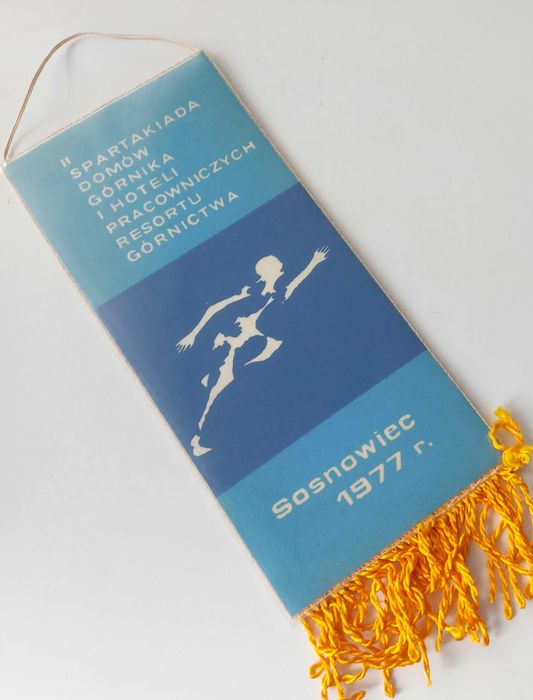 II
SPARTAKIADA
DOMÓW
GÓRNIKA
I HOTELI
PRACOWNICZYCH
RESORTU
GÓRNICTWA
Sosnowiec
1977 r.